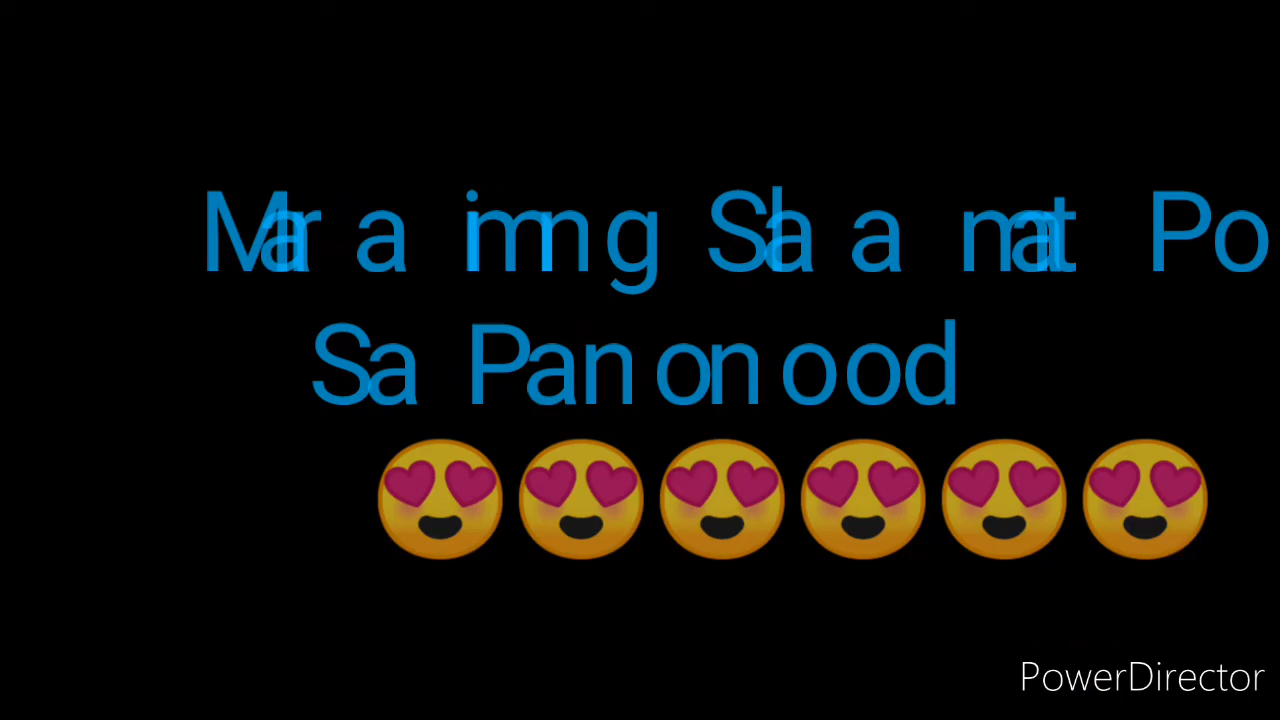 Maraming Salamat Po
Sa Panonood
😍😍😍😍😍😍
PowerDirector